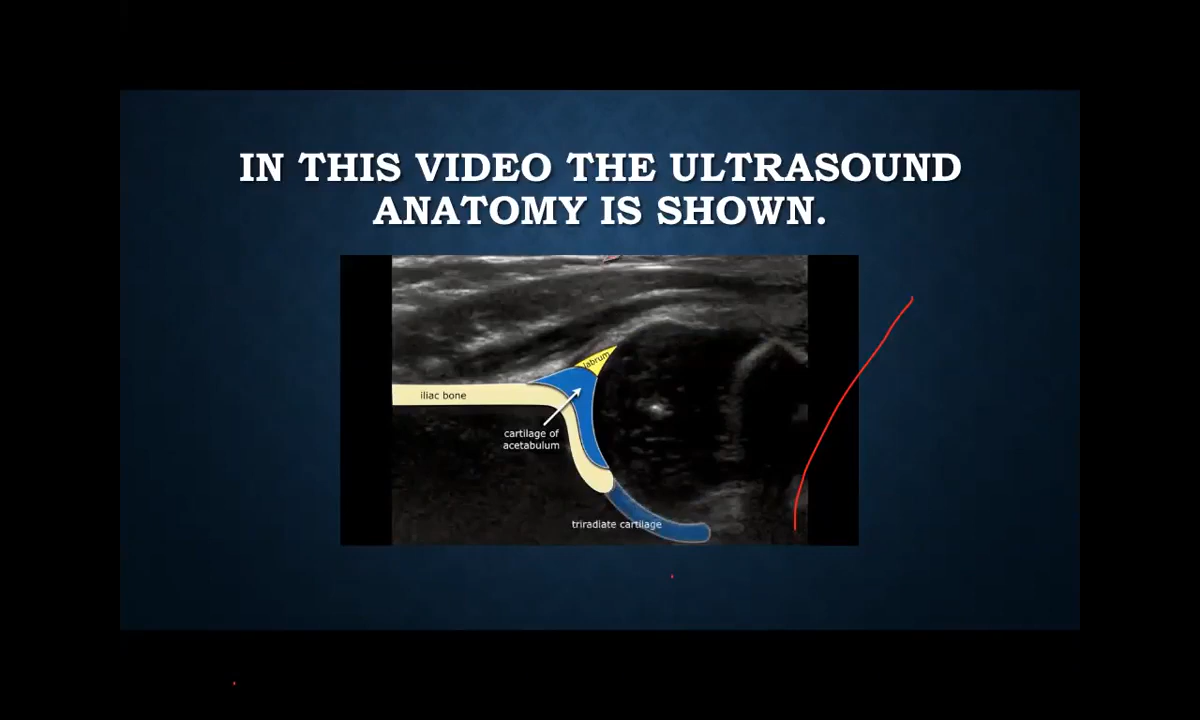 IN THIS VIDEO THE ULTRASOUND
ANATOMY IS SHOWN.
labrum
iliac bone
cartilage of
acetabulum
triradiate cartilage